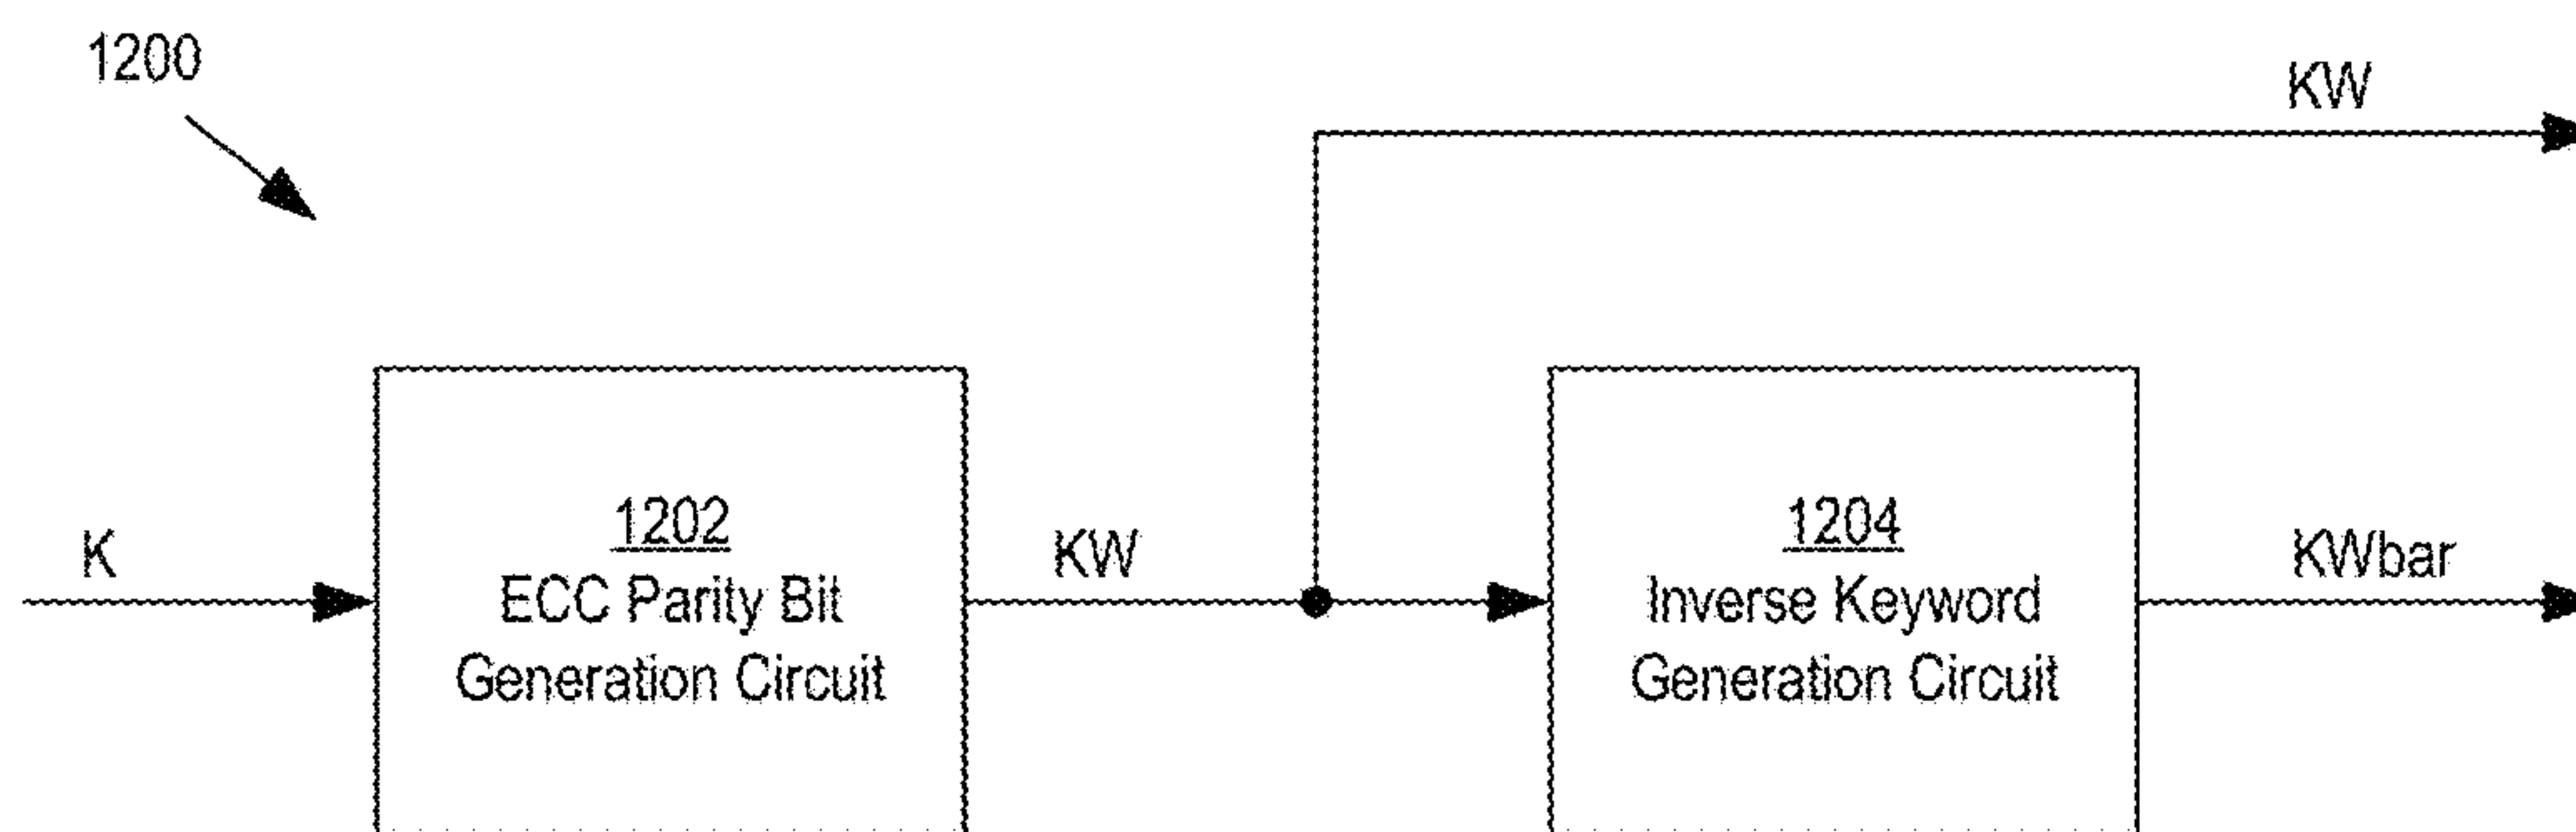 1200
KW
K
1202
ECC Parity Bit
Generation Circuit
KW
1204
Inverse Keyword
Generation Circuit
KWbar